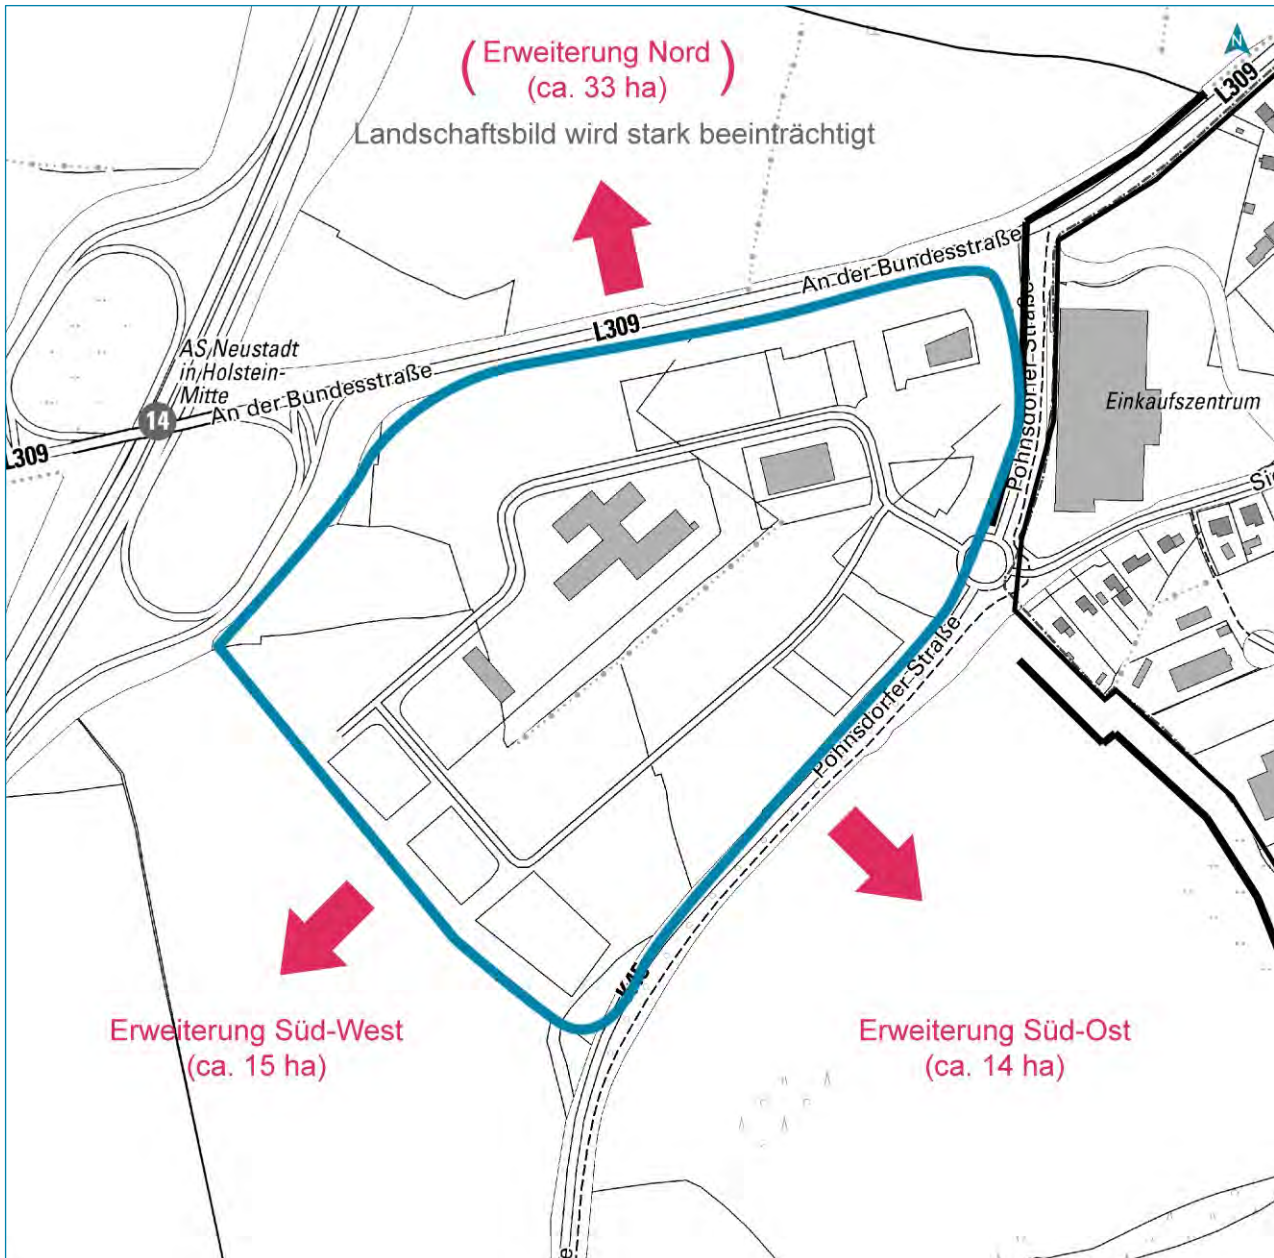 ( Erweiterung Nord )
(ca. 33 ha)
Landschaftsbild wird stark beeinträchtigt
N
L309
An der Bundesstraße
L309
AS Neustadt
in Holstein-
Mitte
14
An der Bundesstraße
L309
Pohnsdorfer Straße
Einkaufszentrum
Pohnsdorfer Straße
K45
Erweiterung Süd-West
(ca. 15 ha)
Erweiterung Süd-Ost
(ca. 14 ha)